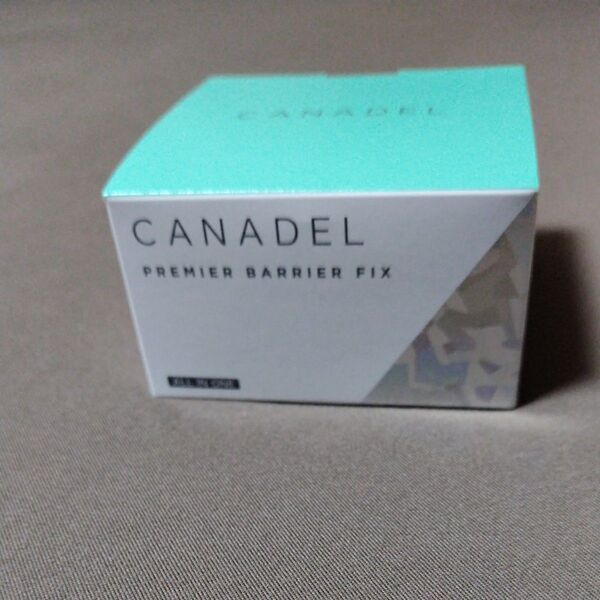 CANADEL
CANADEL
PREMIER BARRIER FIX
ALL IN ONE